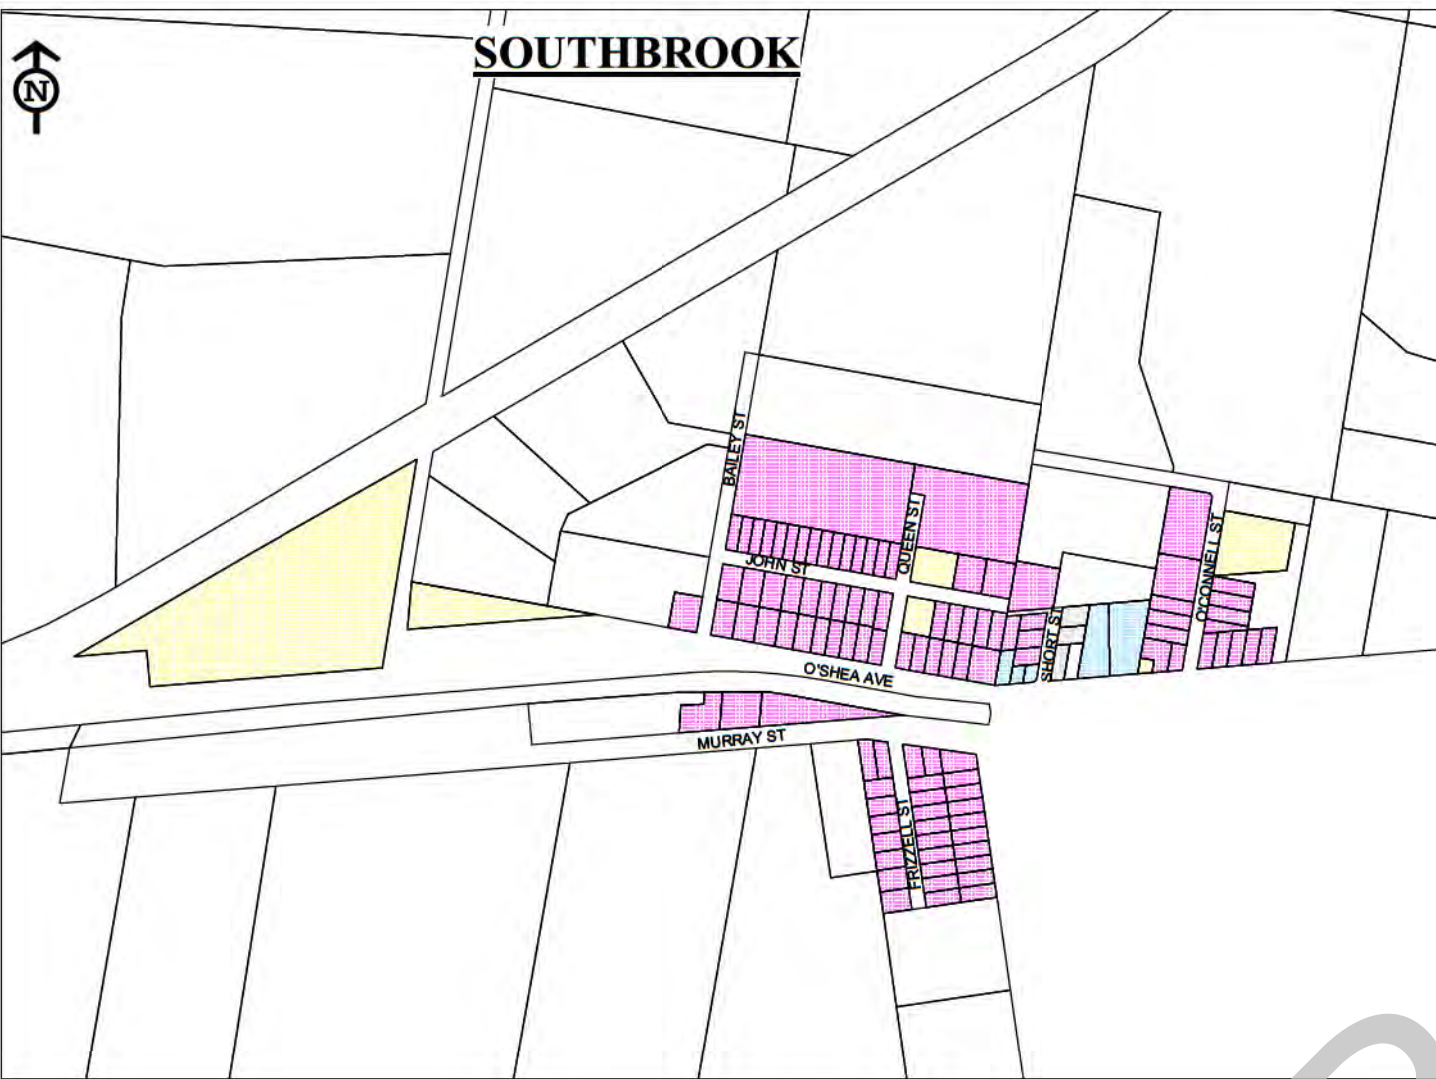 SOUTHBROOK
N
BAILEY ST
QUEEN ST
O'CONNELL ST
JOHN ST
SHORT ST
O'SHEA AVE
MURRAY ST
FRIZZELL ST